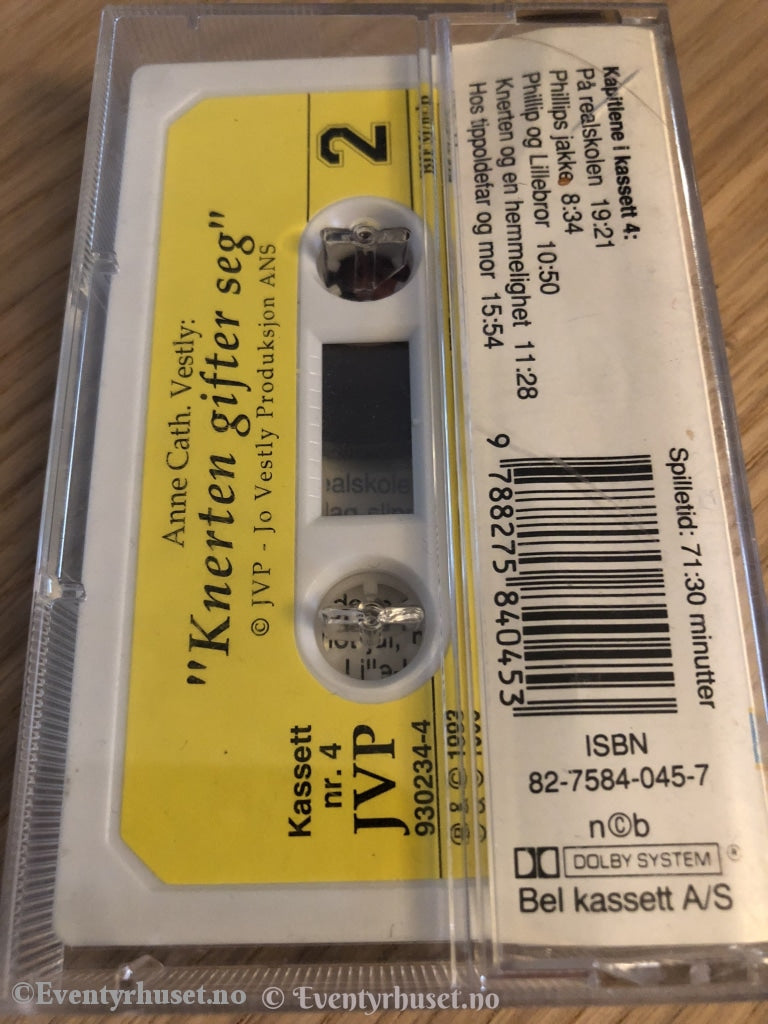 Anne Cath. Vestly:
"Knerten gifter seg"
© JVP - Jo Vestly Produksjon ANS
2
Kassett
nr. 4
JVP
930234-4
Kapitlene i kassett 4:
På realskolen 19:21
Phillips jakke 8:34
Phillip og Lillebror 10:50
Knerten og en hemmelighet 11:28
Hos tippoldefar og mor 15:54
Spilletid: 71:30 minutter
9 788275 840453
ISBN
82-7584-045-7
n©b
DOLBY SYSTEM ®
Bel kassett A/S
©Eventyrhuset.no © Eventyrhuset.no